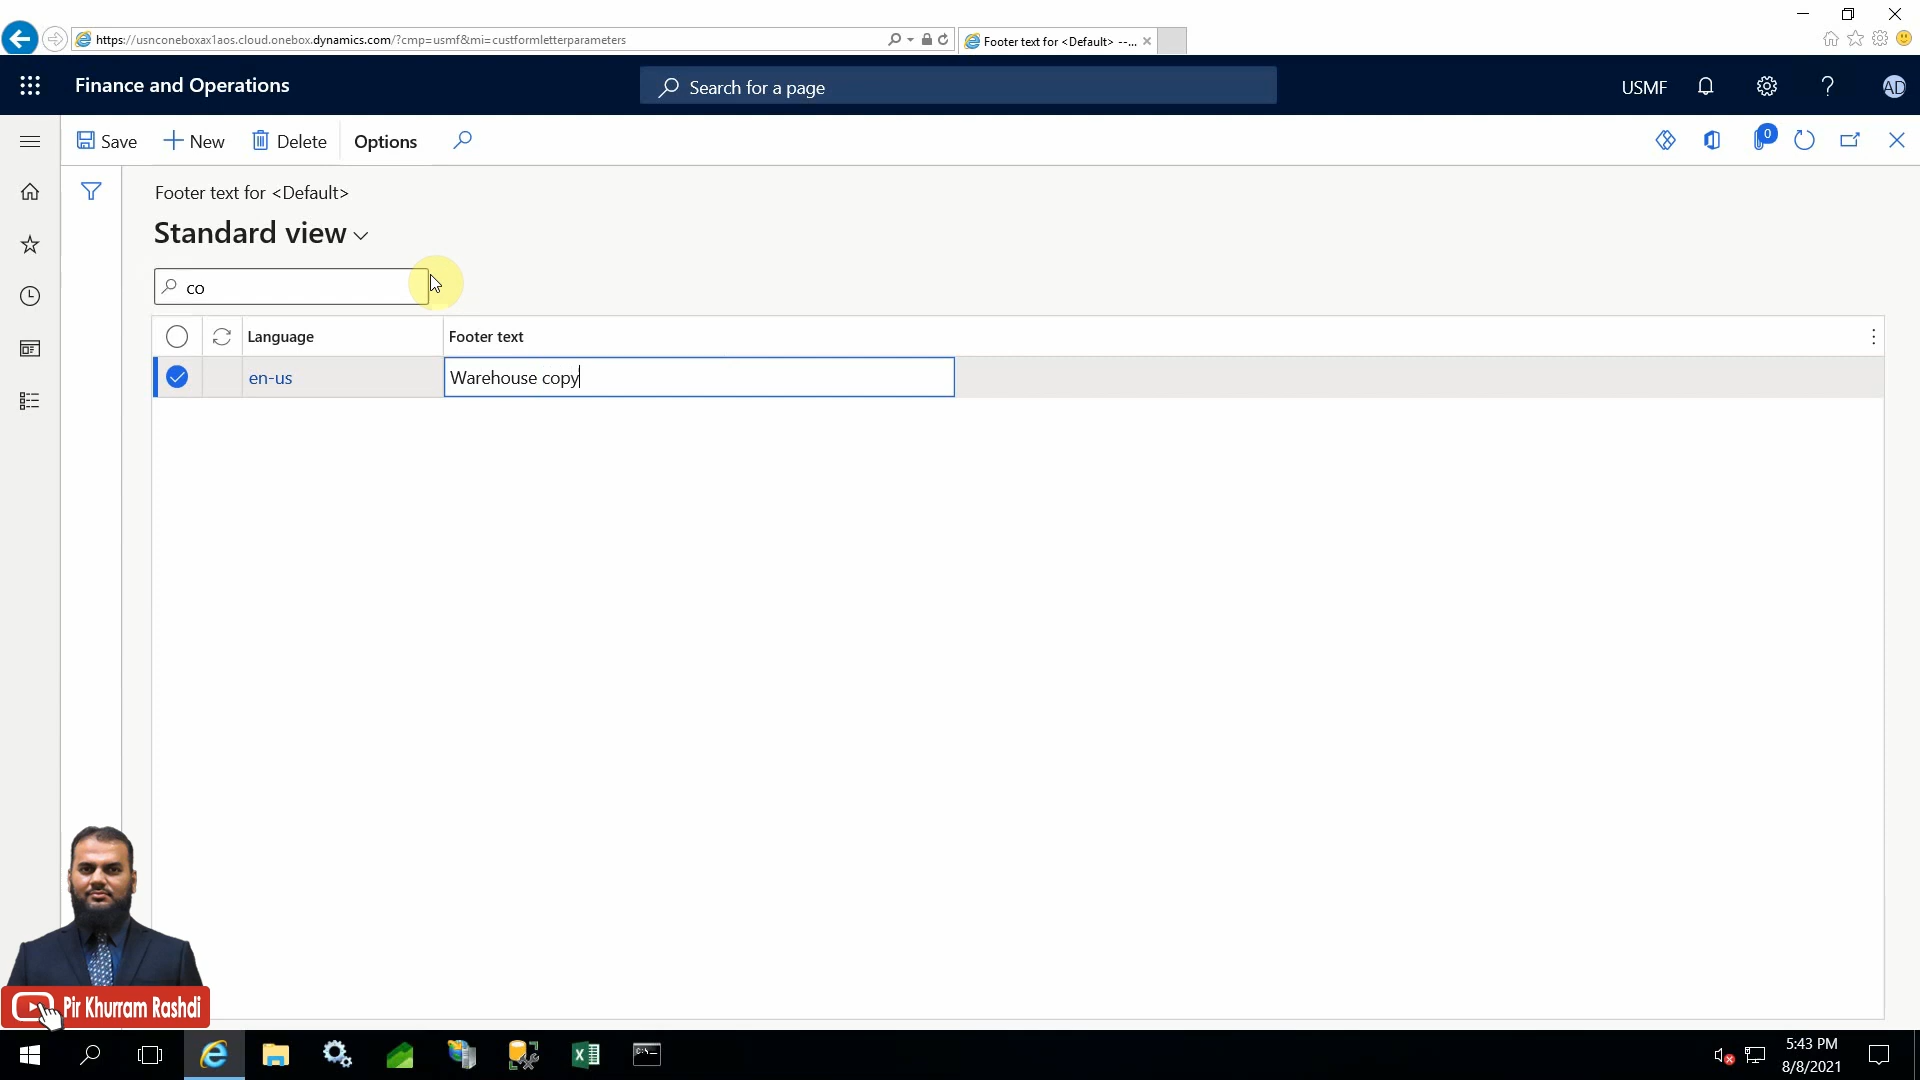 https://usnconeboxax1aos.cloud.onebox.dynamics.com/?cmp=usmf&mi=custformletterparameters
Footer text for <Default> --...
Finance and Operations
Search for a page
USMF
AD
Save
New
Delete
Options
0
Footer text for <Default>
Standard view
co
Language
Footer text
en-us
Warehouse copy
Pir Khurram Rashdi
5:43 PM
8/8/2021